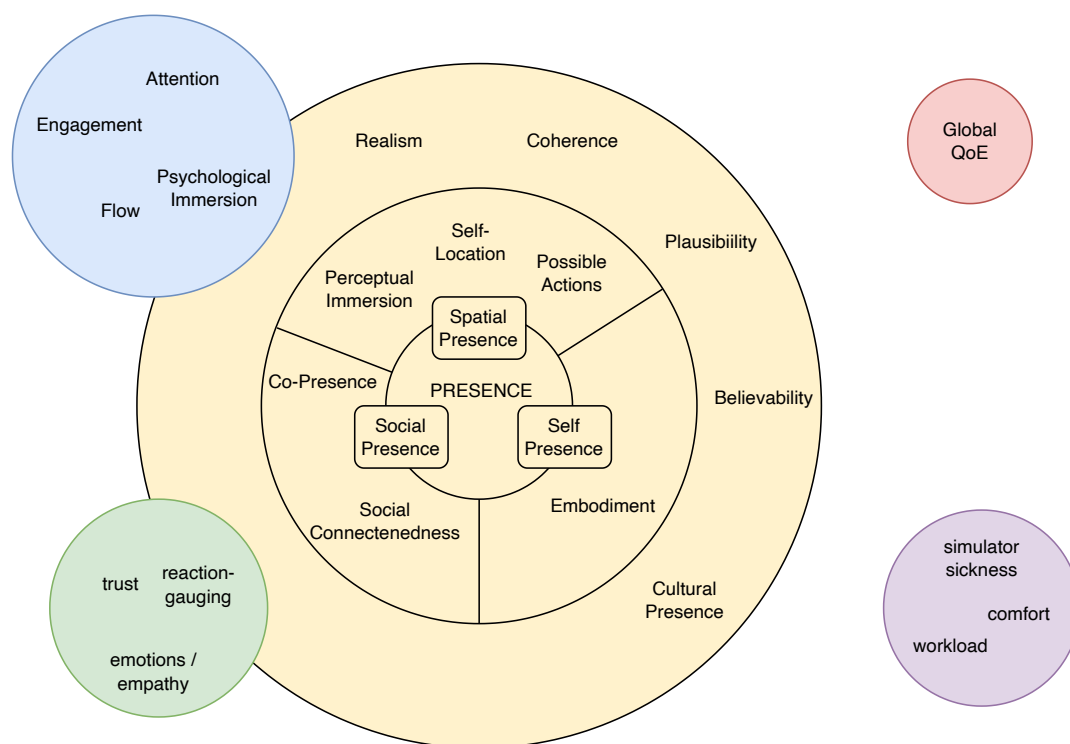 Attention
Engagement
Psychological
Immersion
Flow
Realism
Coherence
Plausibiility
Believability
Cultural
Presence
Self-
Location
Possible
Actions
Perceptual
Immersion
Spatial
Presence
PRESENCE
Co-Presence
Social
Presence
Self
Presence
Social
Connectenedness
Embodiment
trust
reaction-
gauging
emotions /
empathy
Global
QoE
simulator
sickness
comfort
workload